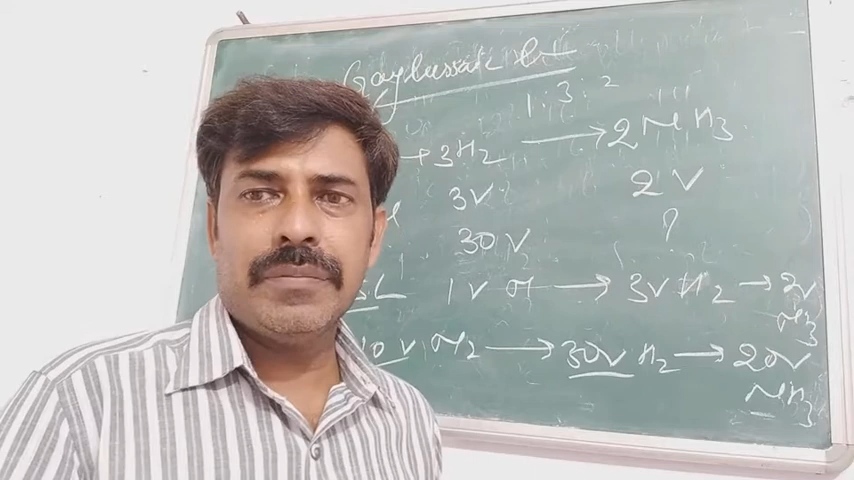 Gaylussac
1:3:2
+ 3H2 → 2NH3
3V 2V
30V ?
1V → 3V H2 → 2V NH3
10V N2 → 30V H2 → 20V NH3